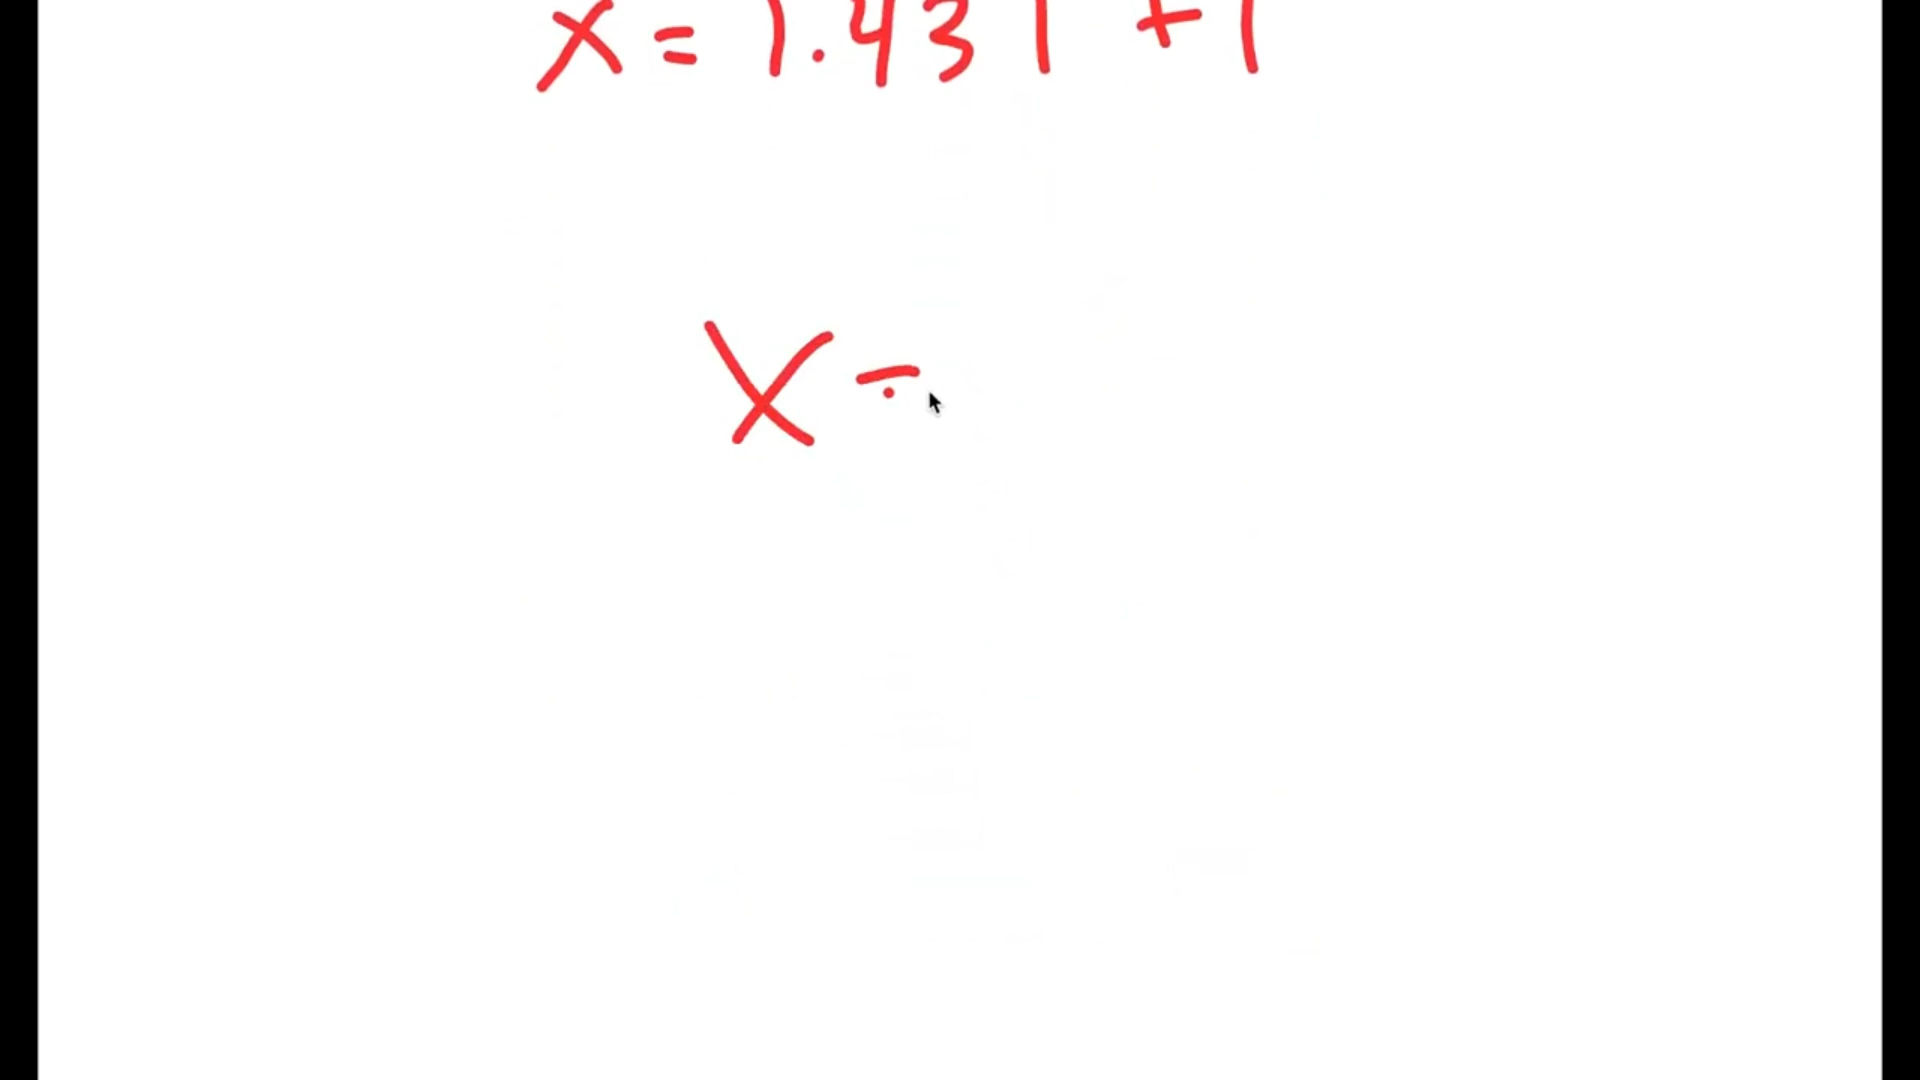 x = 1.431 + 1
x =